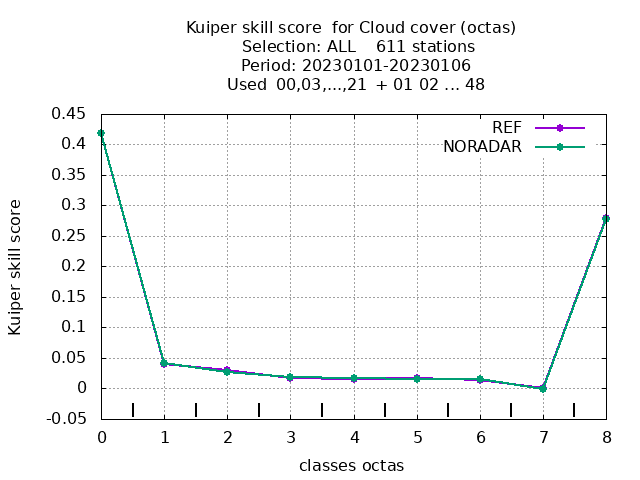 Kuiper skill score  for Cloud cover (octas)
Selection: ALL    611 stations
Period: 20230101-20230106
Used  00,03,...,21  + 01 02 ... 48
REF
NORADAR
Kuiper skill score
0.45
0.4
0.35
0.3
0.25
0.2
0.15
0.1
0.05
0
-0.05
0 1 2 3 4 5 6 7 8
classes octas